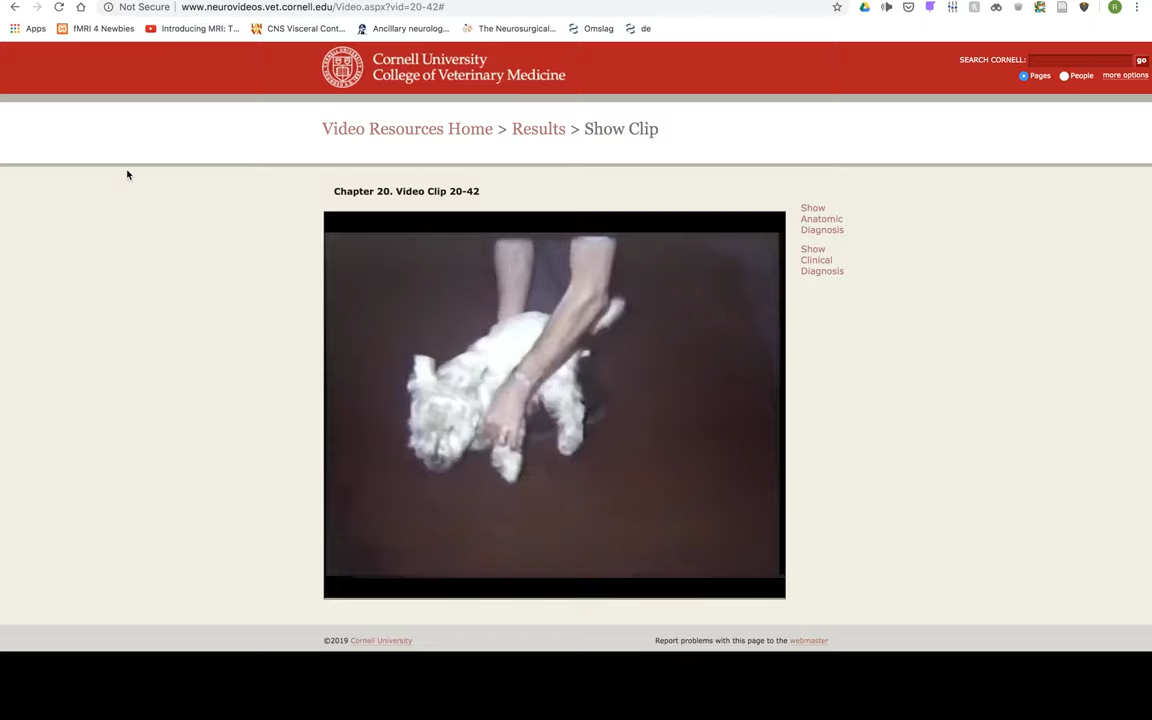 Not Secure | www.neurovideos.vet.cornell.edu/Video.aspx?vid=20-42#
R
Apps fMRI 4 Newbies Introducing MRI: T... CNS Visceral Cont... Ancillary neurolog... The Neurosurgical... Omslag de
Cornell University
College of Veterinary Medicine
SEARCH CORNELL: go
Pages People more options
Video Resources Home > Results > Show Clip
Chapter 20. Video Clip 20-42
Show
Anatomic
Diagnosis
Show
Clinical
Diagnosis
©2019 Cornell University
Report problems with this page to the webmaster